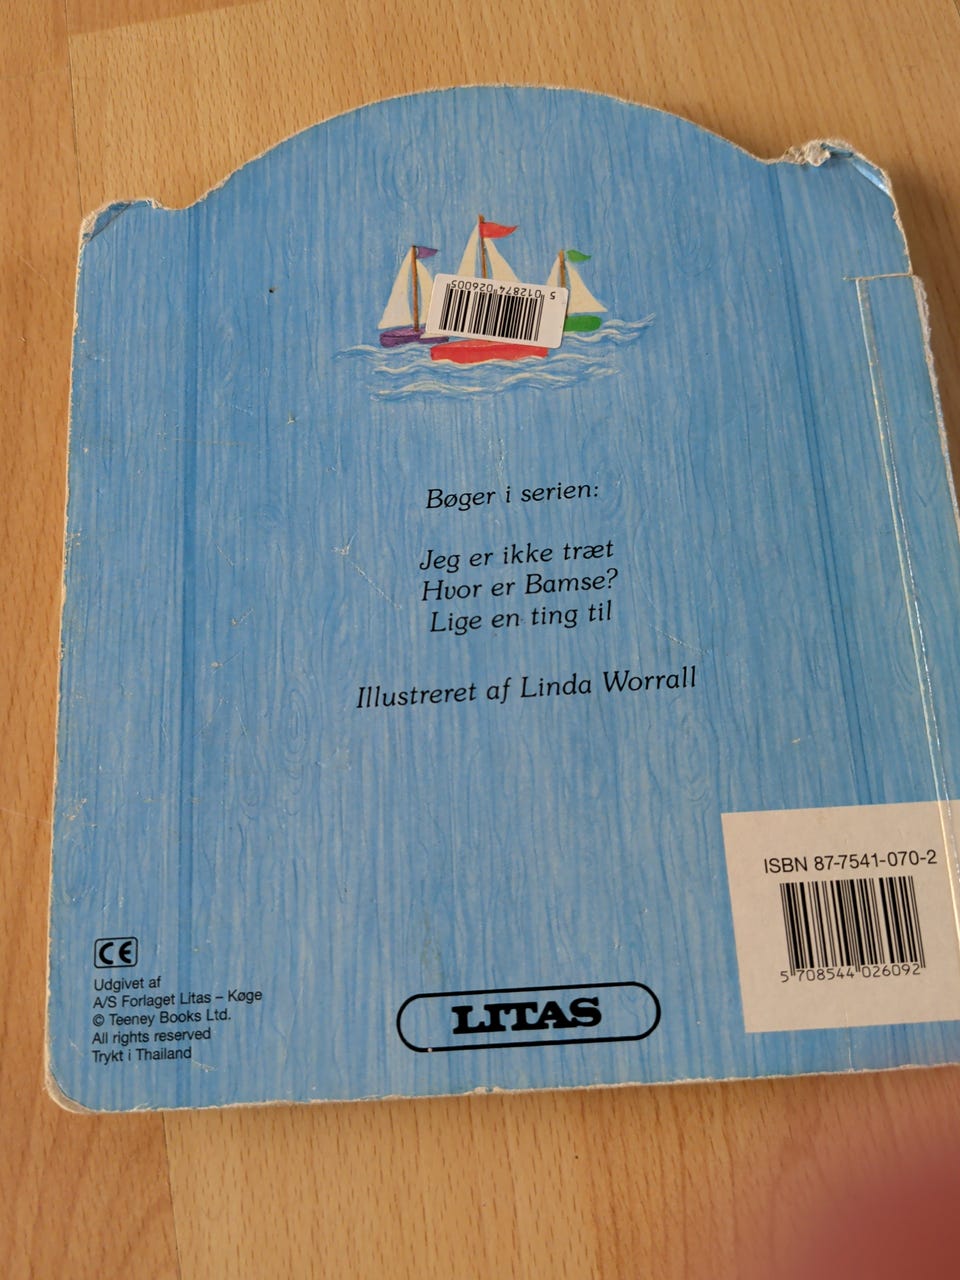 5 012874 026005
Bøger i serien:
Jeg er ikke træt
Hvor er Bamse?
Lige en ting til
Illustreret af Linda Worrall
ISBN 87-7541-070-2
5 708544 026092
CE
Udgivet af
A/S Forlaget Litas – Køge
© Teeney Books Ltd.
All rights reserved
Trykt i Thailand
LITAS